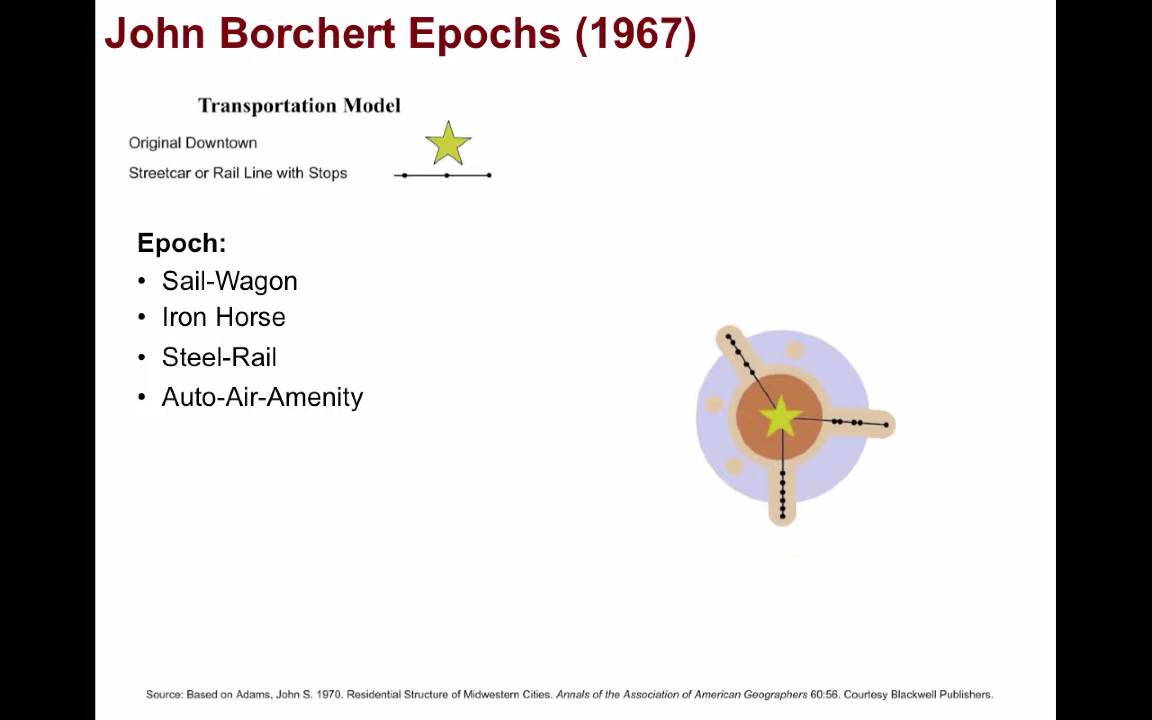 John Borchert Epochs (1967)
Transportation Model
Original Downtown
Streetcar or Rail Line with Stops
Epoch:
• Sail-Wagon
• Iron Horse
• Steel-Rail
• Auto-Air-Amenity
Source: Based on Adams, John S. 1970. Residential Structure of Midwestern Cities. Annals of the Association of American Geographers 60:56. Courtesy Blackwell Publishers.